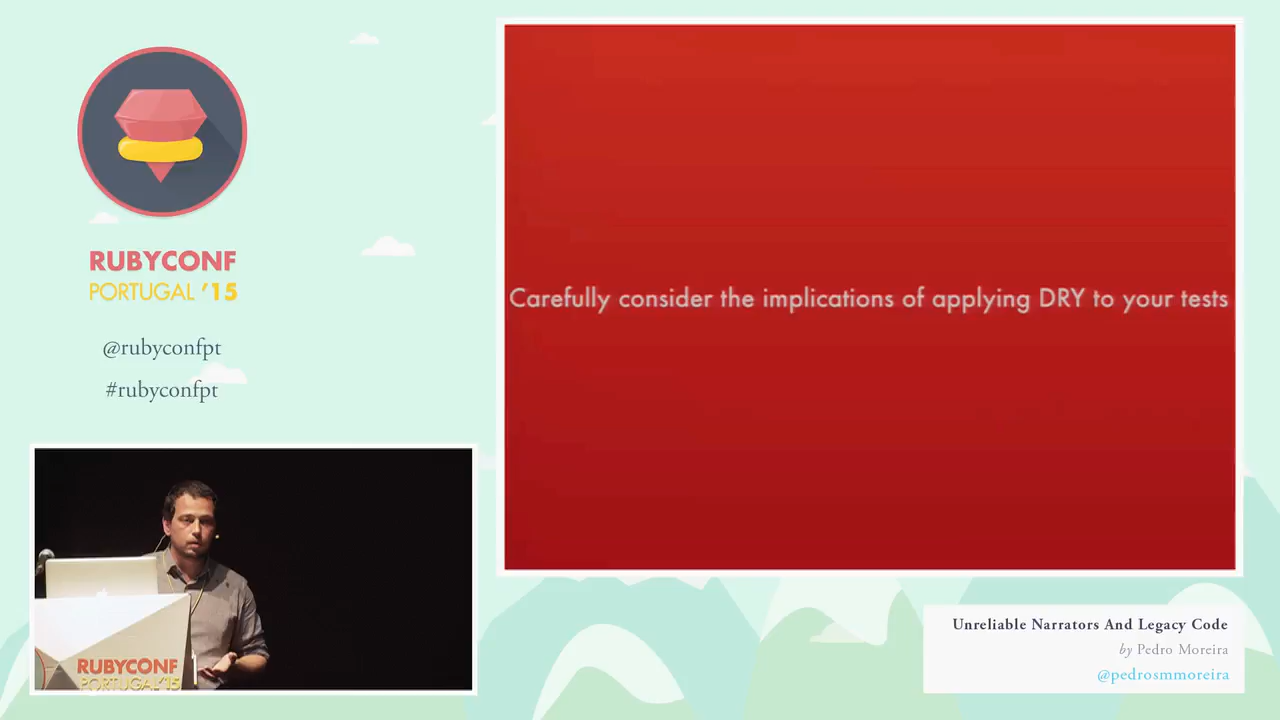 RUBYCONF
PORTUGAL '15
@rubyconfpt
#rubyconfpt
Carefully consider the implications of applying DRY to your tests
RUBYCONF
PORTUGAL'15
Unreliable Narrators And Legacy Code
by Pedro Moreira
@pedrosmmoreira